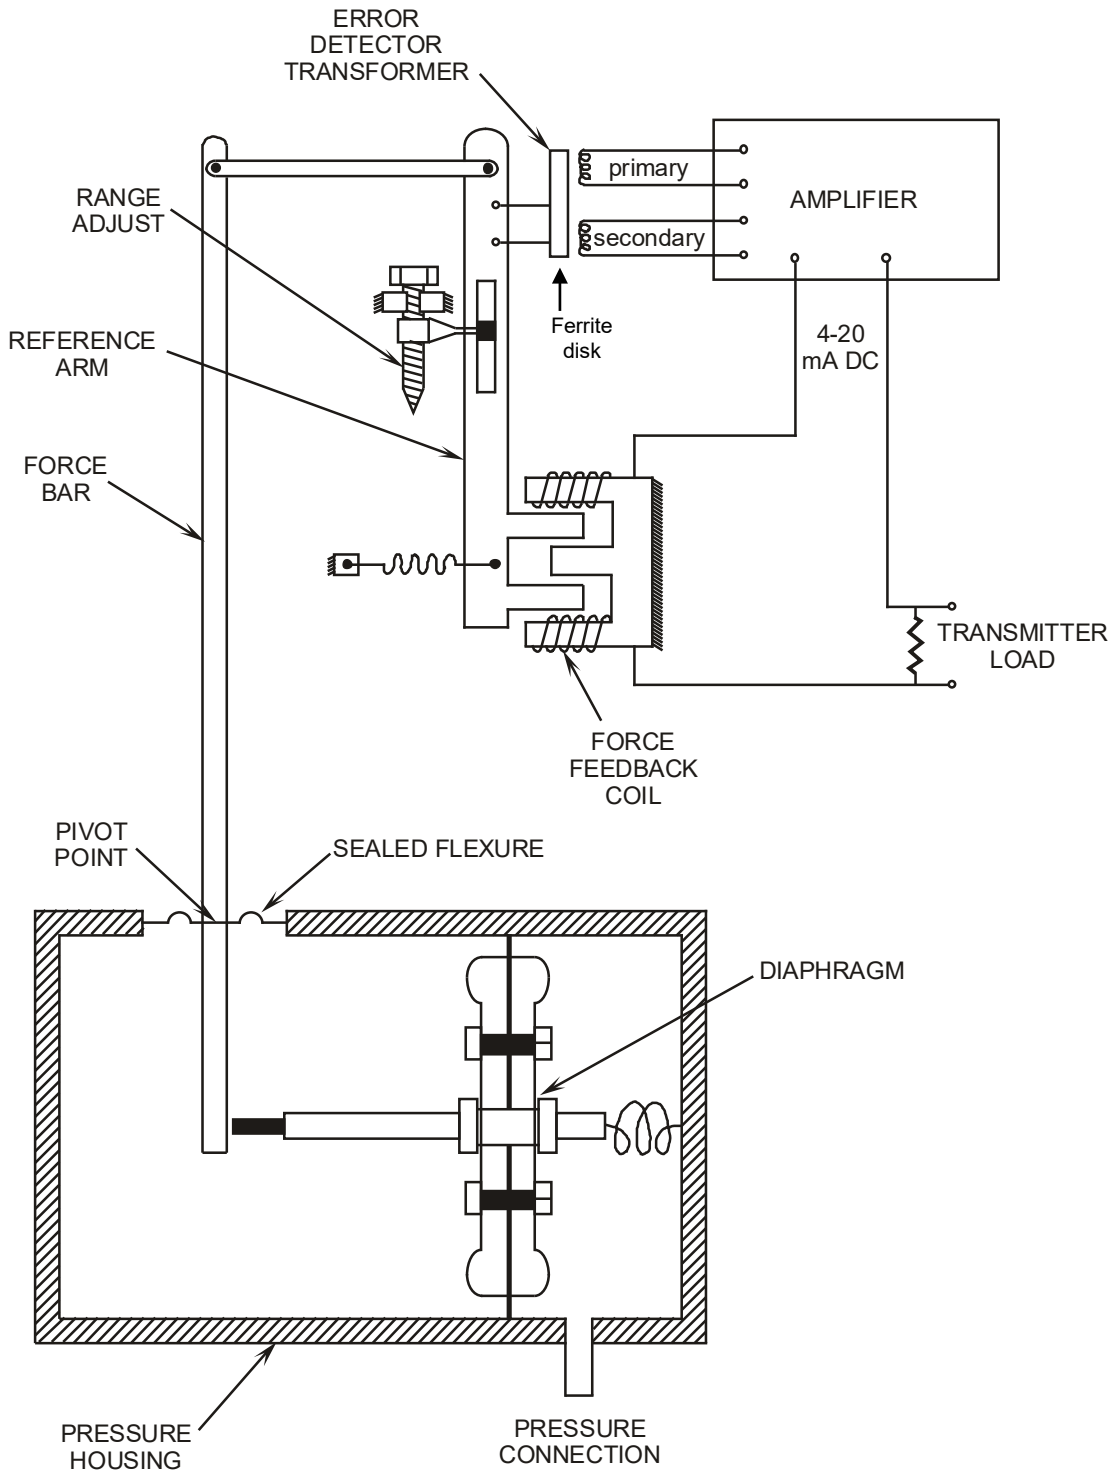 ERROR
DETECTOR
TRANSFORMER
primary
secondary
AMPLIFIER
RANGE
ADJUST
Ferrite
disk
4-20
mA DC
REFERENCE
ARM
FORCE
BAR
TRANSMITTER
LOAD
FORCE
FEEDBACK
COIL
PIVOT
POINT
SEALED FLEXURE
DIAPHRAGM
PRESSURE
HOUSING
PRESSURE
CONNECTION